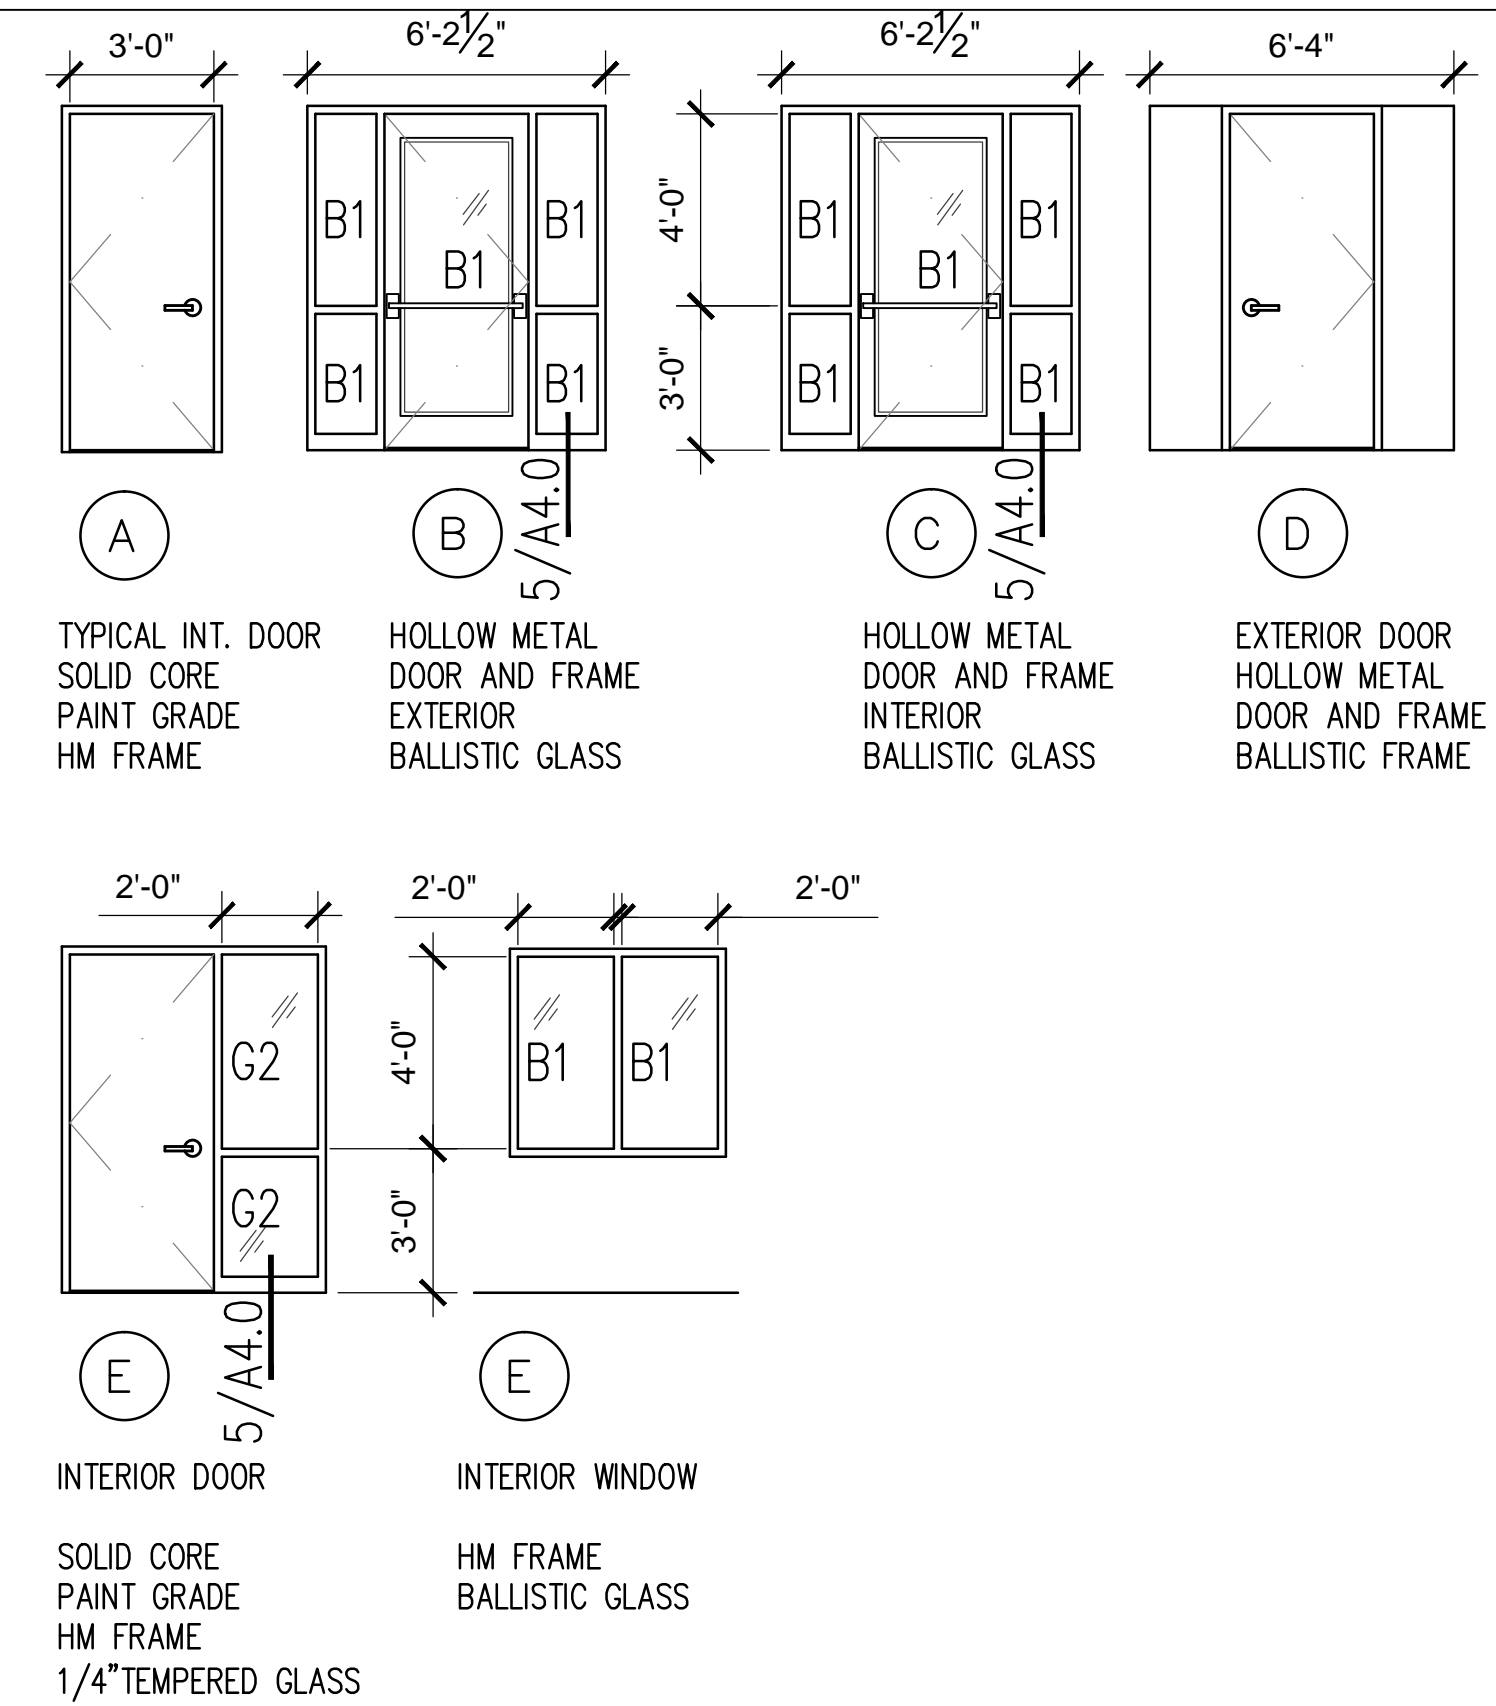 3'-0"
6'-2 1/2"
6'-2 1/2"
6'-4"
B1
B1
B1
B1
B1
4'-0"
3'-0"
B1
B1
B1
B1
B1
A
B
5/A4.0
C
5/A4.0
D
TYPICAL INT. DOOR
SOLID CORE
PAINT GRADE
HM FRAME
HOLLOW METAL
DOOR AND FRAME
EXTERIOR
BALLISTIC GLASS
HOLLOW METAL
DOOR AND FRAME
INTERIOR
BALLISTIC GLASS
EXTERIOR DOOR
HOLLOW METAL
DOOR AND FRAME
BALLISTIC FRAME
2'-0"
2'-0"
2'-0"
G2
G2
4'-0"
3'-0"
B1
B1
E
5/A4.0
E
INTERIOR DOOR
SOLID CORE
PAINT GRADE
HM FRAME
1/4”TEMPERED GLASS
INTERIOR WINDOW
HM FRAME
BALLISTIC GLASS